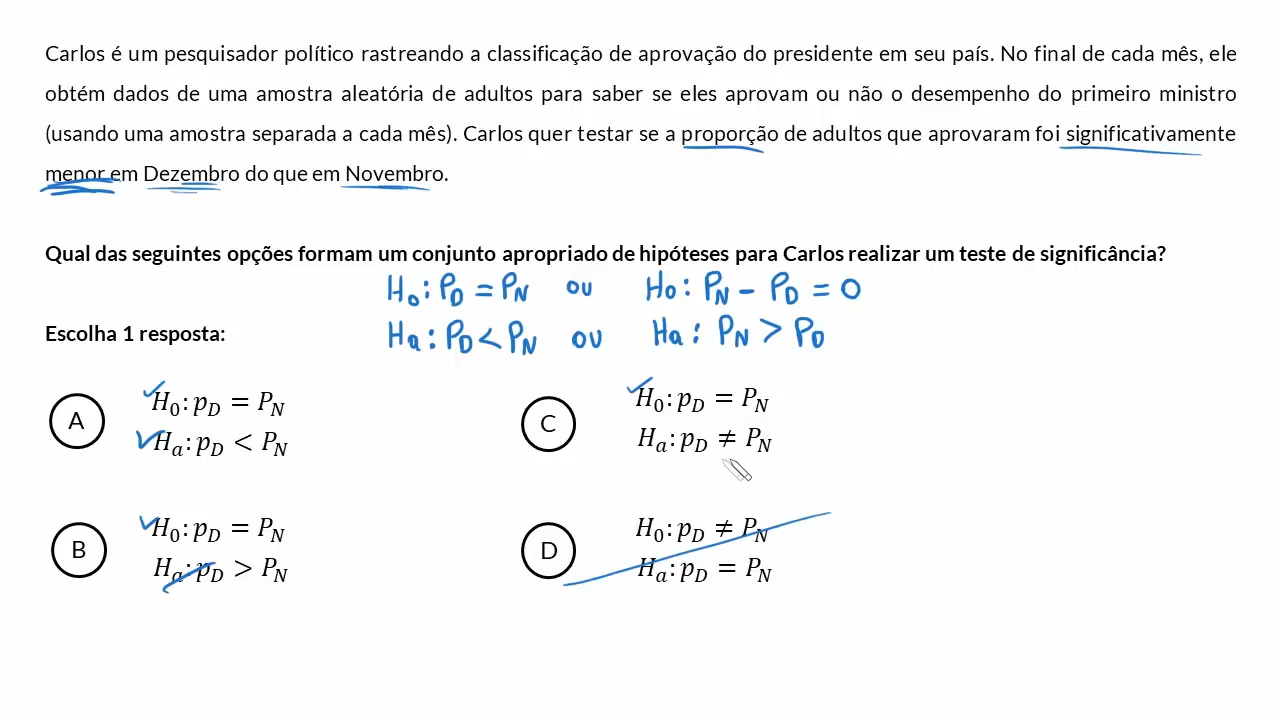 Carlos é um pesquisador político rastreando a classificação de aprovação do presidente em seu país. No final de cada mês, ele
obtém dados de uma amostra aleatória de adultos para saber se eles aprovam ou não o desempenho do primeiro ministro
(usando uma amostra separada a cada mês). Carlos quer testar se a proporção de adultos que aprovaram foi significativamente
menor em Dezembro do que em Novembro.
Qual das seguintes opções formam um conjunto apropriado de hipóteses para Carlos realizar um teste de significância?
H₀: P_D = P_N ou H₀: P_N − P_D = 0
Escolha 1 resposta:
Hₐ: P_D < P_N ou Hₐ: P_N > P_D
A
H₀: p_D = P_N
Hₐ: p_D < P_N
C
H₀: p_D = P_N
Hₐ: p_D ≠ P_N
B
H₀: p_D = P_N
Hₐ: p_D > P_N
D
H₀: p_D ≠ P_N
Hₐ: p_D = P_N